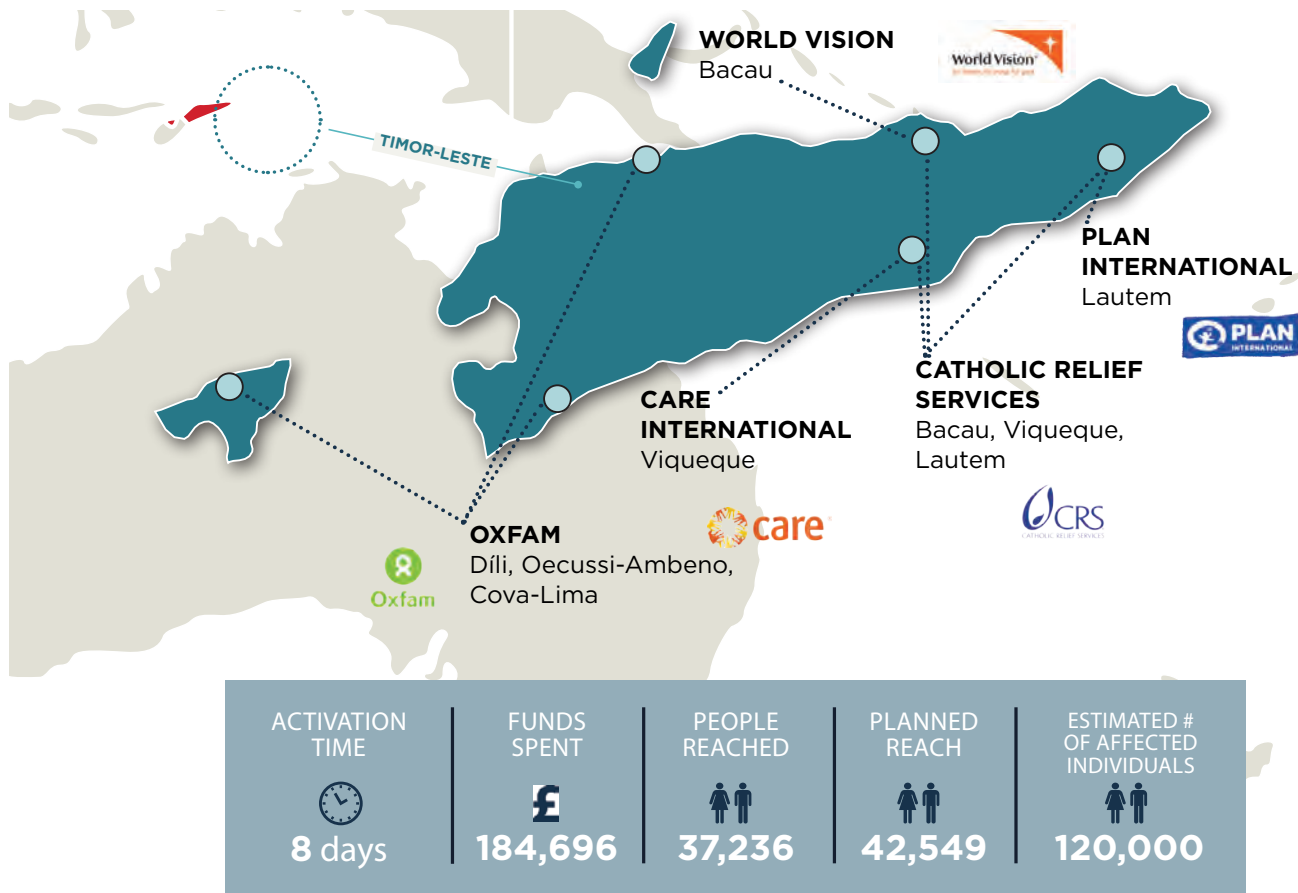 WORLD VISION
Bacau
World Vision
TIMOR-LESTE
PLAN
INTERNATIONAL
Lautem
PLAN
INTERNATIONAL
CARE
INTERNATIONAL
Viqueque
care
CATHOLIC RELIEF
SERVICES
Bacau, Viqueque,
Lautem
CRS
CATHOLIC RELIEF SERVICES
OXFAM
Díli, Oecussi-Ambeno,
Cova-Lima
Oxfam
ACTIVATION
TIME
8 days
FUNDS
SPENT
£
184,696
PEOPLE
REACHED
37,236
PLANNED
REACH
42,549
ESTIMATED #
OF AFFECTED
INDIVIDUALS
120,000